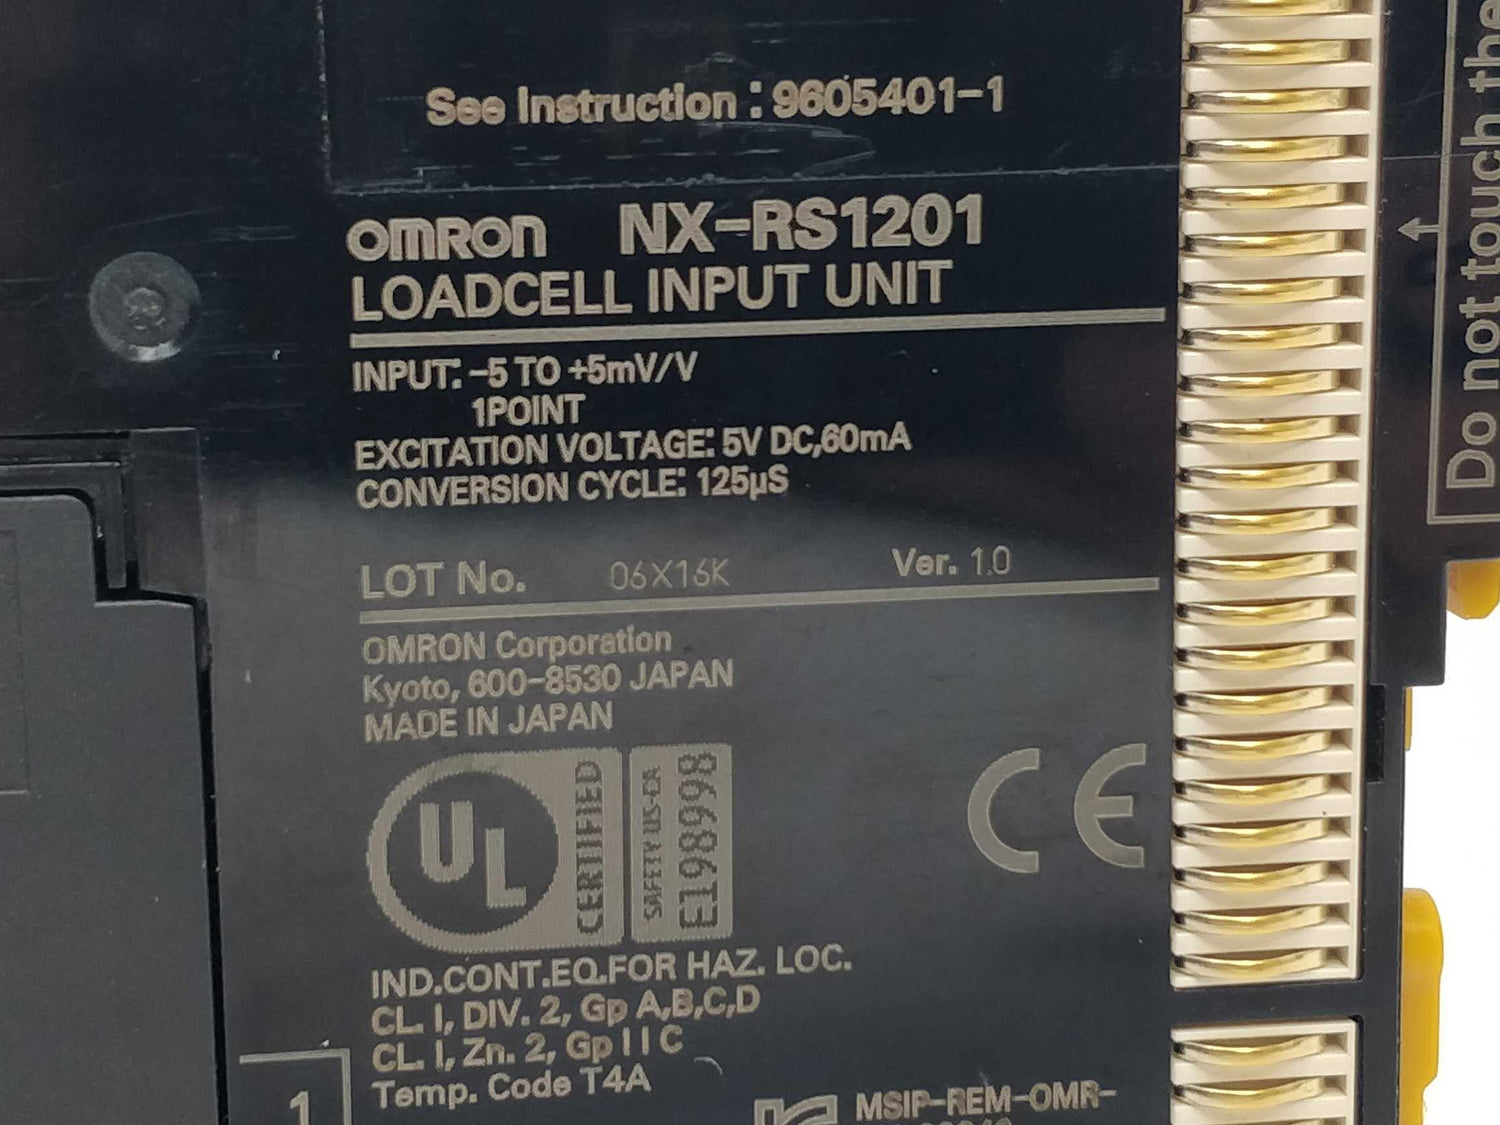 See Instruction : 9605401-1
OMRON NX-RS1201
LOADCELL INPUT UNIT
INPUT: -5 TO +5mV/V
1POINT
EXCITATION VOLTAGE: 5V DC,60mA
CONVERSION CYCLE: 125µS
LOT No. 06X16K Ver. 1.0
OMRON Corporation
Kyoto, 600-8530 JAPAN
MADE IN JAPAN
UL CERTIFIED
SAFETY US-CA
E198998
CE
IND.CONT.EQ.FOR HAZ. LOC.
CL. I, DIV. 2, Gp A,B,C,D
CL. I, Zn. 2, Gp IIC
Temp. Code T4A
1
MSIP-REM-OMR-
Do not touch the